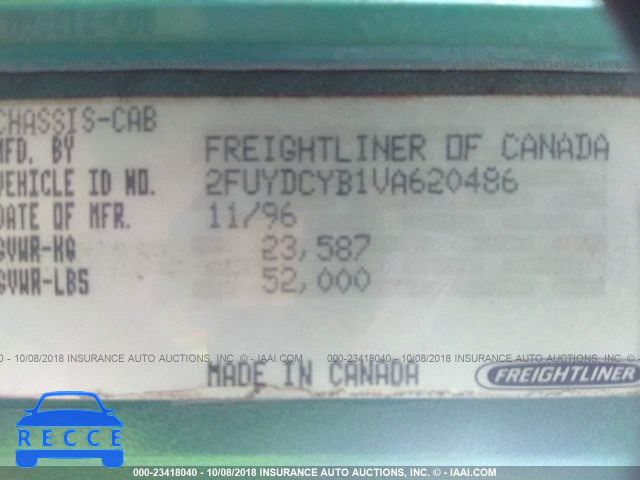 CHASSIS-CAB
MFD. BY FREIGHTLINER OF CANADA
VEHICLE ID NO. 2FUYDCYB1VA620486
DATE OF MFR. 11/96
GVWR-KG 23,587
GVWR-LBS 52,000
- 10/08/2018 INSURANCE AUTO AUCTIONS, INC. © - IAAI.COM 000-23418040 - 10/08/2018 INSURANCE AUTO AUCTIONS, INC.
MADE IN CANADA FREIGHTLINER
RECCE
000-23418040 - 10/08/2018 INSURANCE AUTO AUCTIONS, INC. © - IAAI.COM